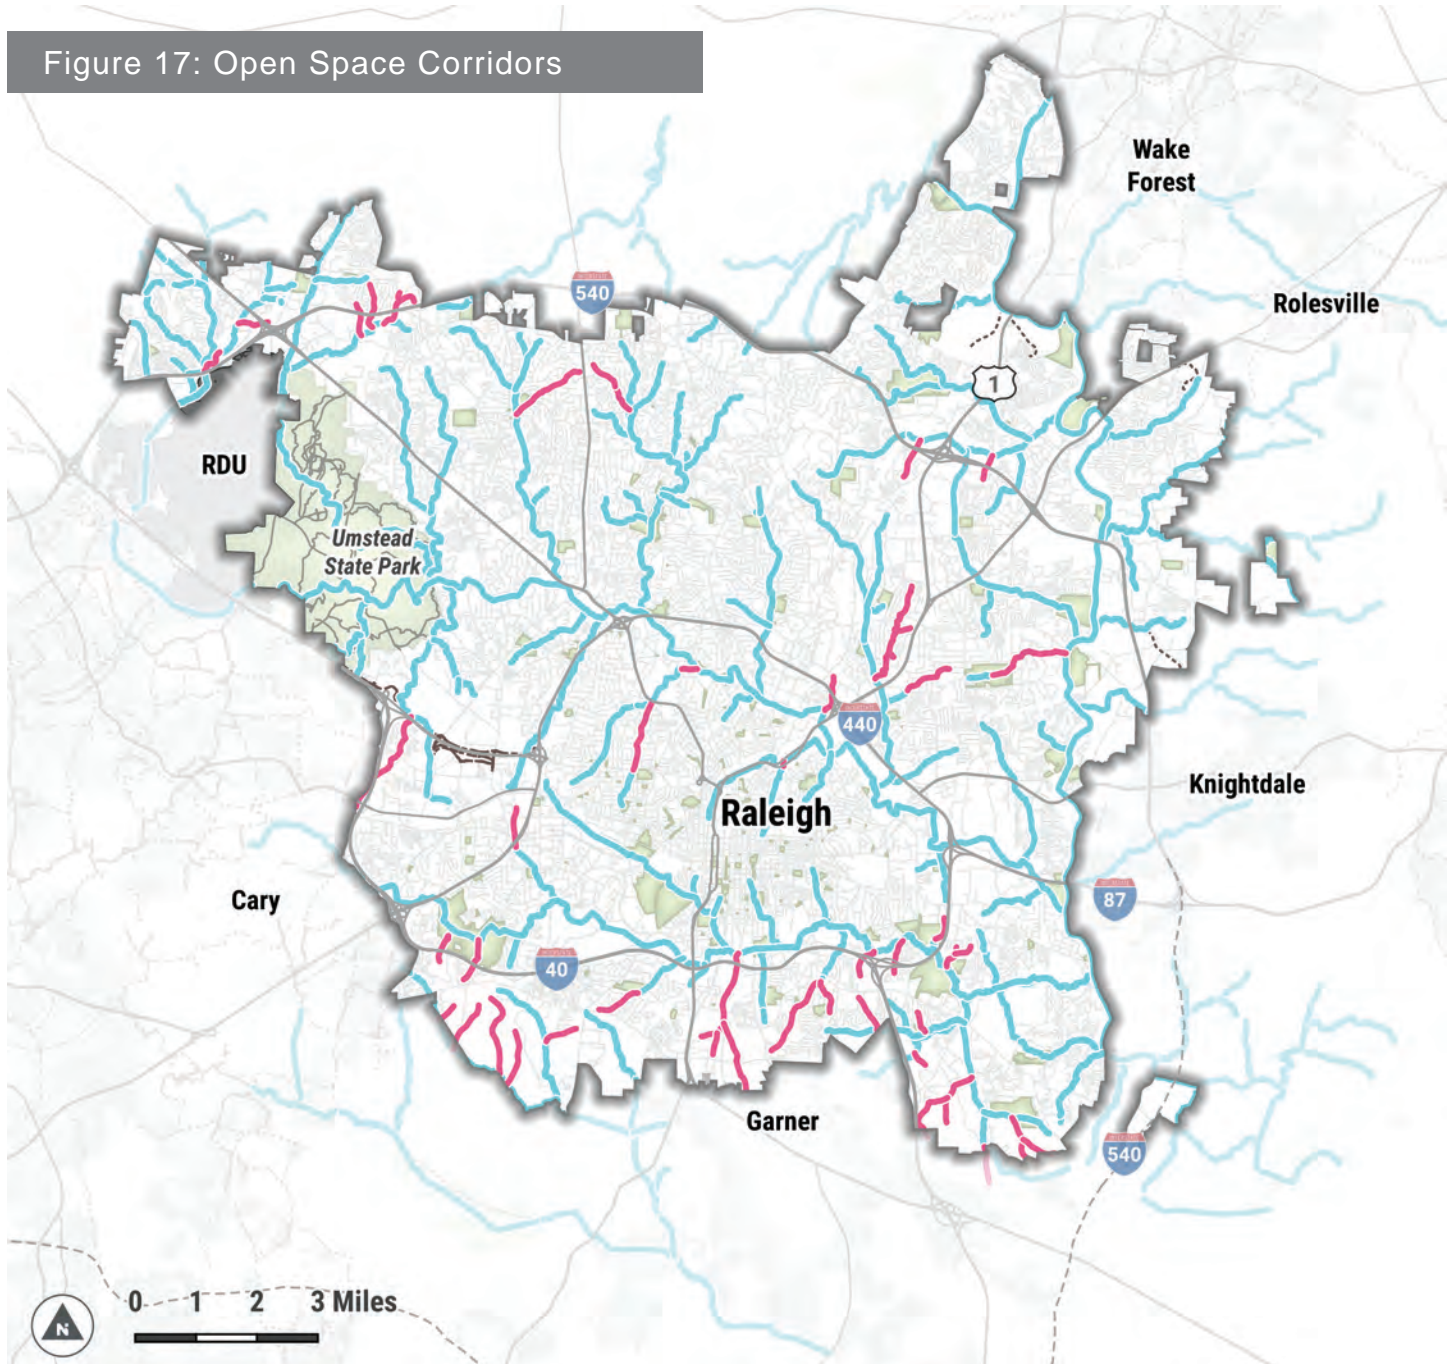 Figure 17: Open Space Corridors
Wake
Forest
540
Rolesville
1
RDU
Umstead
State Park
440
Knightdale
Raleigh
87
Cary
40
Garner
540
0 1 2 3 Miles
N